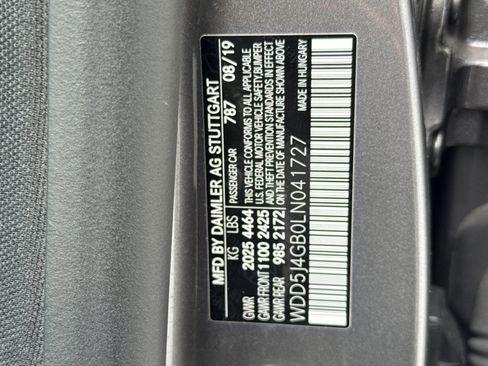 MFD BY DAIMLER AG STUTTGART
PASSENGER CAR 787 08/19
KG LBS
GVWR 2025 4464
GAWR FRONT 1100 2425
GAWR REAR 985 2172
THIS VEHICLE CONFORMS TO ALL APPLICABLE
U.S. FEDERAL MOTOR VEHICLE SAFETY, BUMPER
AND THEFT PREVENTION STANDARDS IN EFFECT
ON THE DATE OF MANUFACTURE SHOWN ABOVE
WDD5J4GB0LN041727
MADE IN HUNGARY